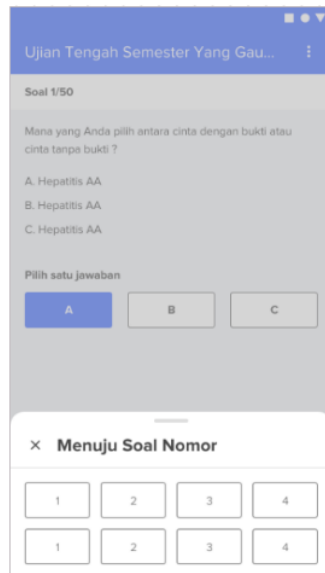 Ujian Tengah Semester Yang Gau...
Soal 1/50
Mana yang Anda pilih antara cinta dengan bukti atau
cinta tanpa bukti ?
A. Hepatitis AA
B. Hepatitis AA
C. Hepatitis AA
Pilih satu jawaban
A B C
× Menuju Soal Nomor
1 2 3 4
1 2 3 4